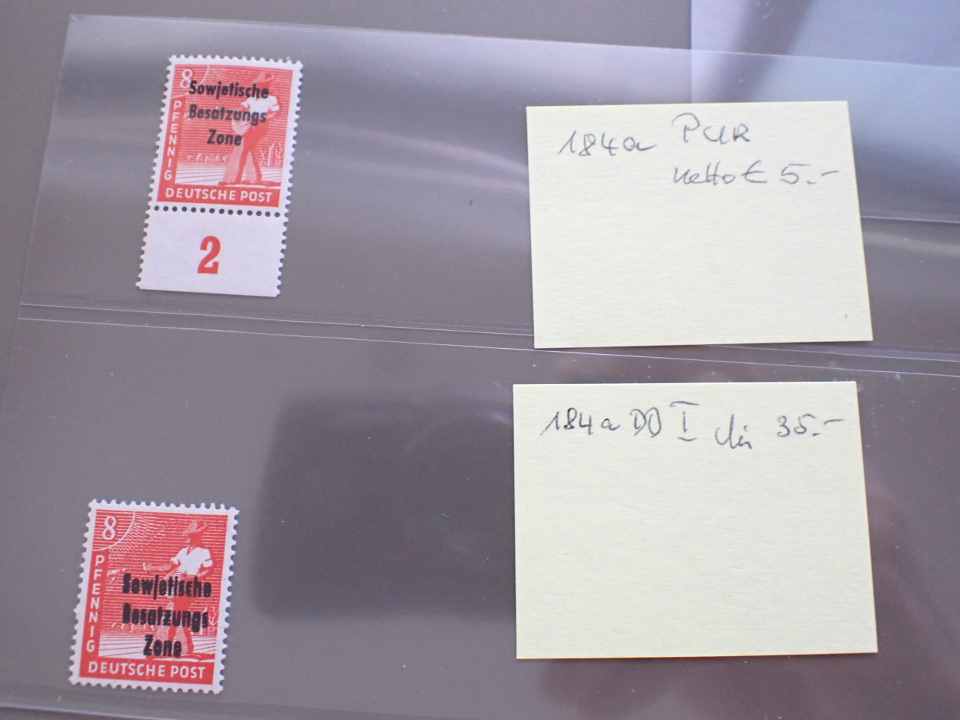 8
PFENNIG
Sowjetische
Besatzungs
Zone
DEUTSCHE POST
2
184a PUR
netto € 5.-
184a DD I 35.-
8
PFENNIG
Sowjetische
Besatzungs
Zone
DEUTSCHE POST